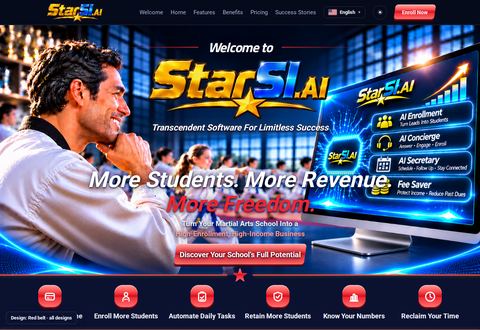 StarSI.AI
Welcome
Home
Features
Benefits
Pricing
Success Stories
English
Enroll Now
Welcome to
StarSI.AI
Transcendent Software For Limitless Success
More Students. More Revenue.
More Freedom.
Turn Your Martial Arts School Into a
High-Enrollment, High-Income Business
Discover Your School's Full Potential
StarSI.AI
StarSI.AI
AI Enrollment
Turn Leads Into Students
AI Concierge
Answer • Engage • Enroll
AI Secretary
Schedule • Follow Up • Stay Connected
Fee Saver
Protect Income • Reduce Past Dues
Enroll More Students
Automate Daily Tasks
Retain More Students
Know Your Numbers
Reclaim Your Time
Design: Red belt - all designs